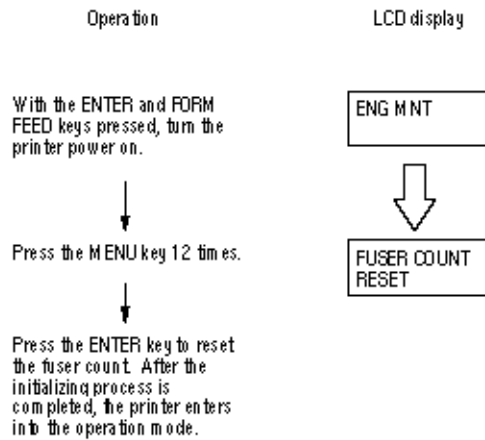 Operation
LCD display
With the ENTER and FORM
FEED keys pressed, turn the
printer power on.
ENG MNT
Press the MENU key 12 times.
FUSER COUNT
RESET
Press the ENTER key to reset
the fuser count. After the
initializing process is
completed, the printer enters
into the operation mode.